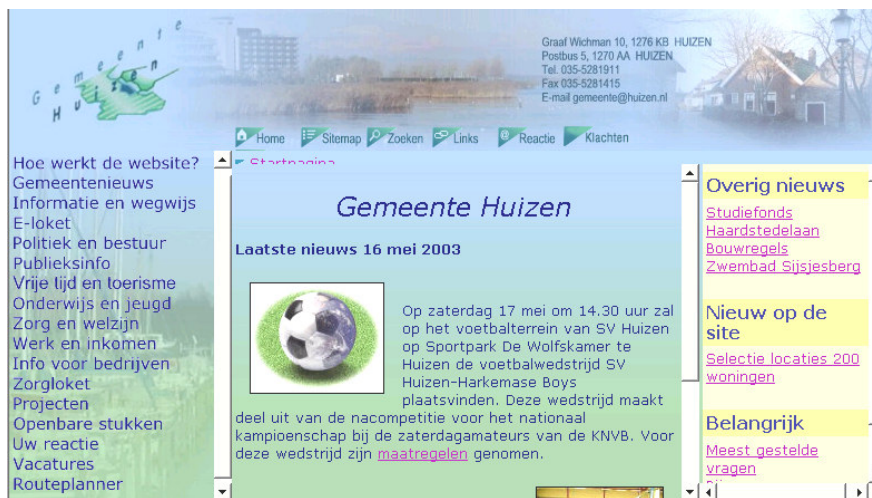 Gemeente
Huizen
Graaf Wichman 10, 1276 KB HUIZEN
Postbus 5, 1270 AA HUIZEN
Tel. 035-5281911
Fax 035-5281415
E-mail gemeente@huizen.nl
Home Sitemap Zoeken Links Reactie Klachten
Hoe werkt de website?
Gemeentenieuws
Informatie en wegwijs
E-loket
Politiek en bestuur
Publieksinfo
Vrije tijd en toerisme
Onderwijs en jeugd
Zorg en welzijn
Werk en inkomen
Info voor bedrijven
Zorgloket
Projecten
Openbare stukken
Uw reactie
Vacatures
Routeplanner
Startpagina
Gemeente Huizen
Laatste nieuws 16 mei 2003
Op zaterdag 17 mei om 14.30 uur zal
op het voetbalterrein van SV Huizen
op Sportpark De Wolfskamer te
Huizen de voetbalwedstrijd SV
Huizen-Harkemase Boys
plaatsvinden. Deze wedstrijd maakt
deel uit van de nacompetitie voor het nationaal
kampioenschap bij de zaterdagamateurs van de KNVB. Voor
deze wedstrijd zijn maatregelen genomen.
Overig nieuws
Studiefonds
Haardstedelaan
Bouwregels
Zwembad Sijsjesberg
Nieuw op de
site
Selectie locaties 200
woningen
Belangrijk
Meest gestelde
vragen